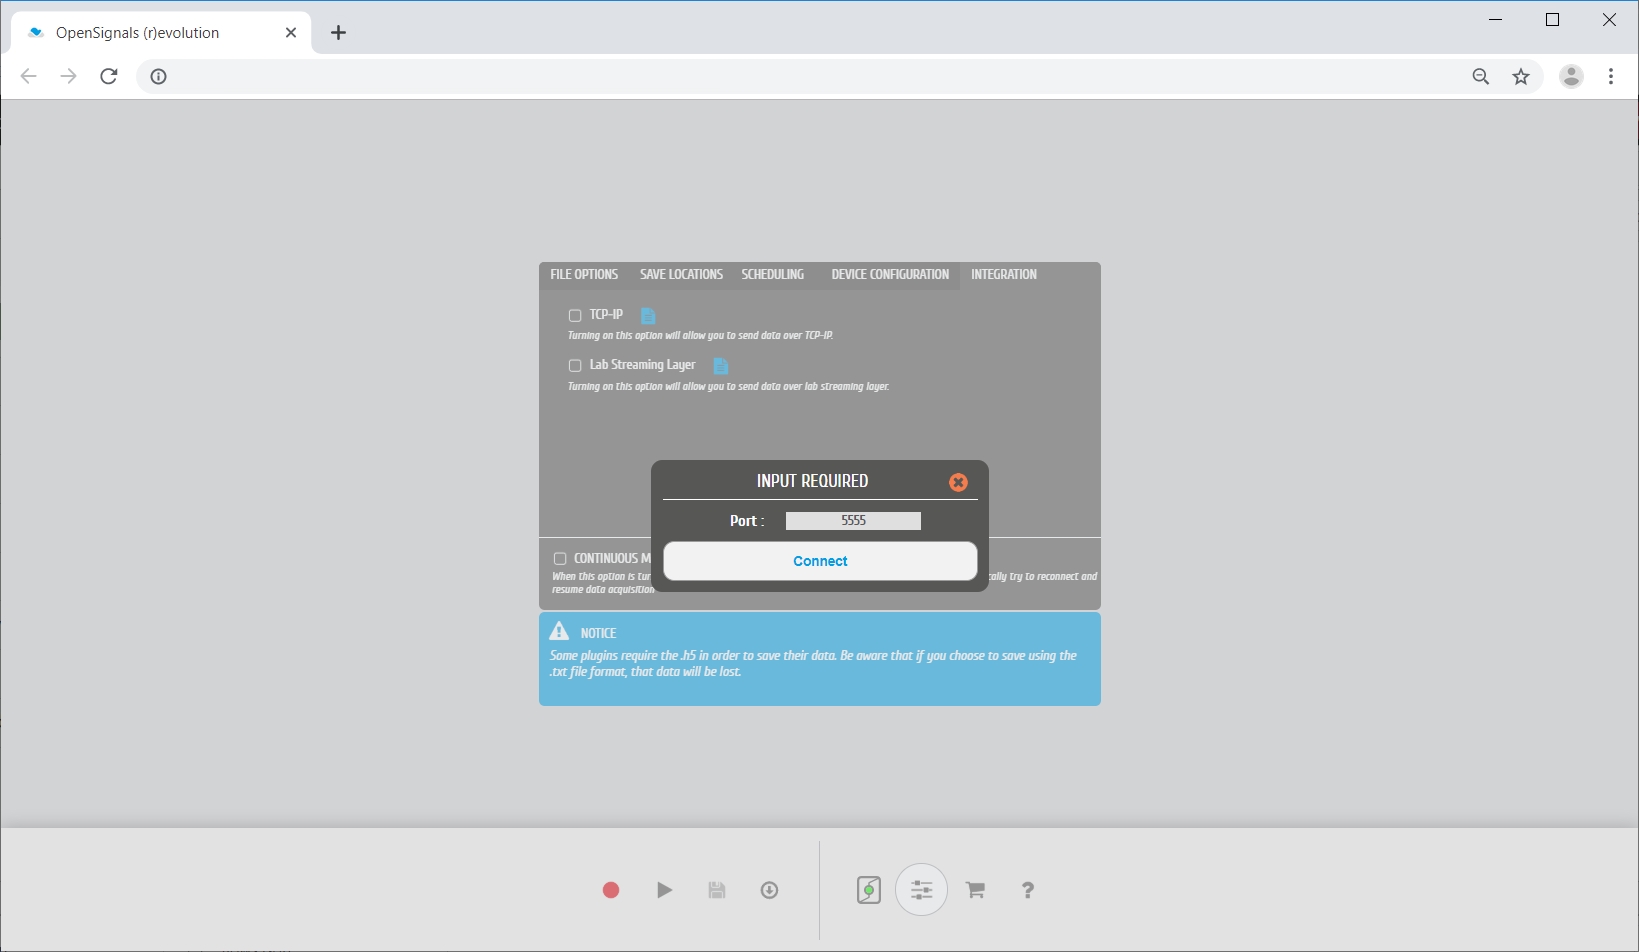 OpenSignals (r)evolution
FILE OPTIONS SAVE LOCATIONS SCHEDULING DEVICE CONFIGURATION INTEGRATION
TCP-IP
Turning on this option will allow you to send data over TCP-IP.
Lab Streaming Layer
Turning on this option will allow you to send data over lab streaming layer.
INPUT REQUIRED
Port : 5555
Connect
CONTINUOUS M
When this option is tur cally try to reconnect and
resume data acquisition
NOTICE
Some plugins require the .h5 in order to save their data. Be aware that if you choose to save using the
.txt file format, that data will be lost.